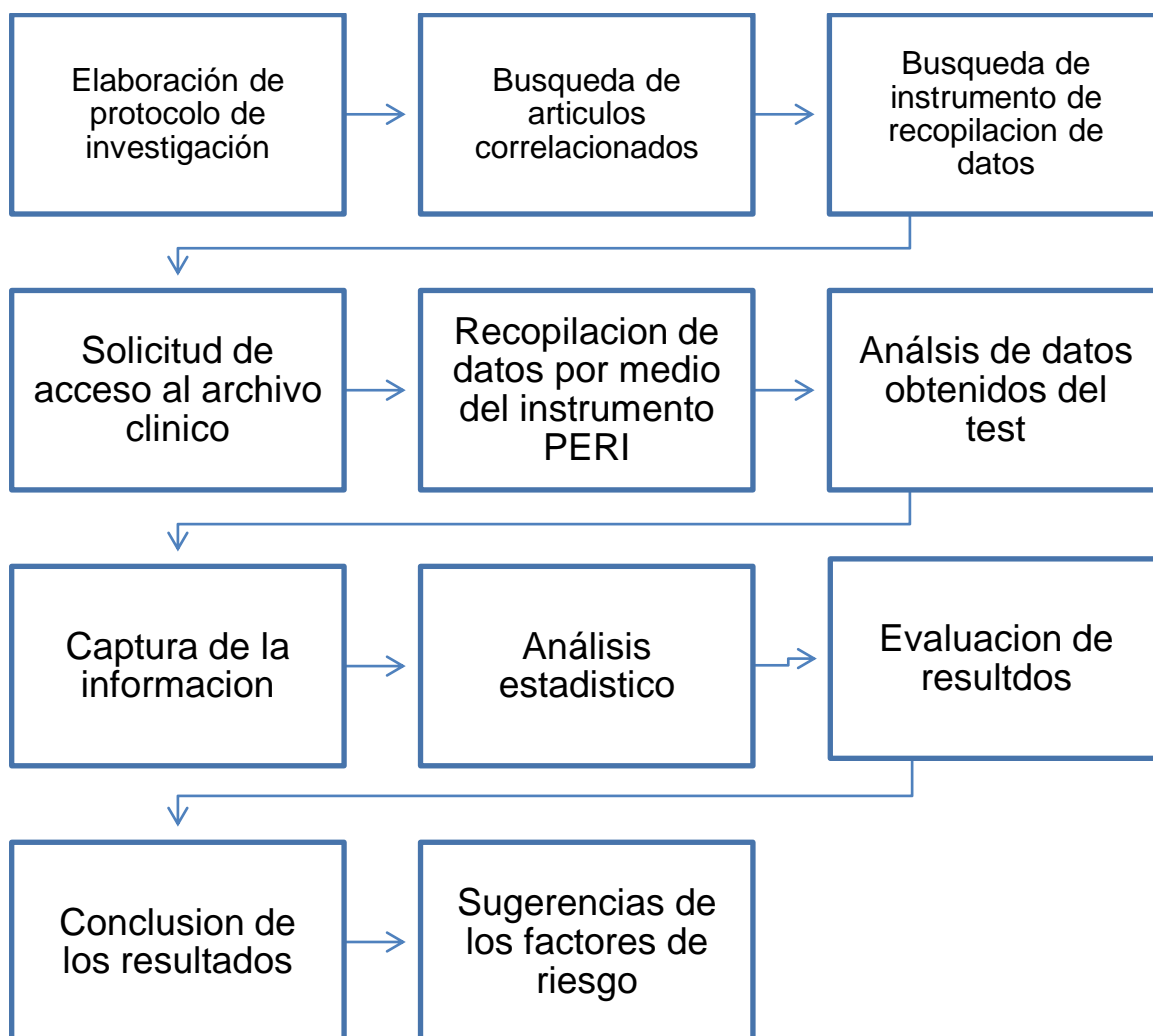 Elaboración de
protocolo de
investigación
Busqueda de
articulos
correlacionados
Busqueda de
instrumento de
recopilacion de
datos
Solicitud de
acceso al archivo
clinico
Recopilacion de
datos por medio
del instrumento
PERI
Análsis de datos
obtenidos del
test
Captura de la
informacion
Análisis
estadistico
Evaluacion de
resultdos
Conclusion de
los resultados
Sugerencias de
los factores de
riesgo